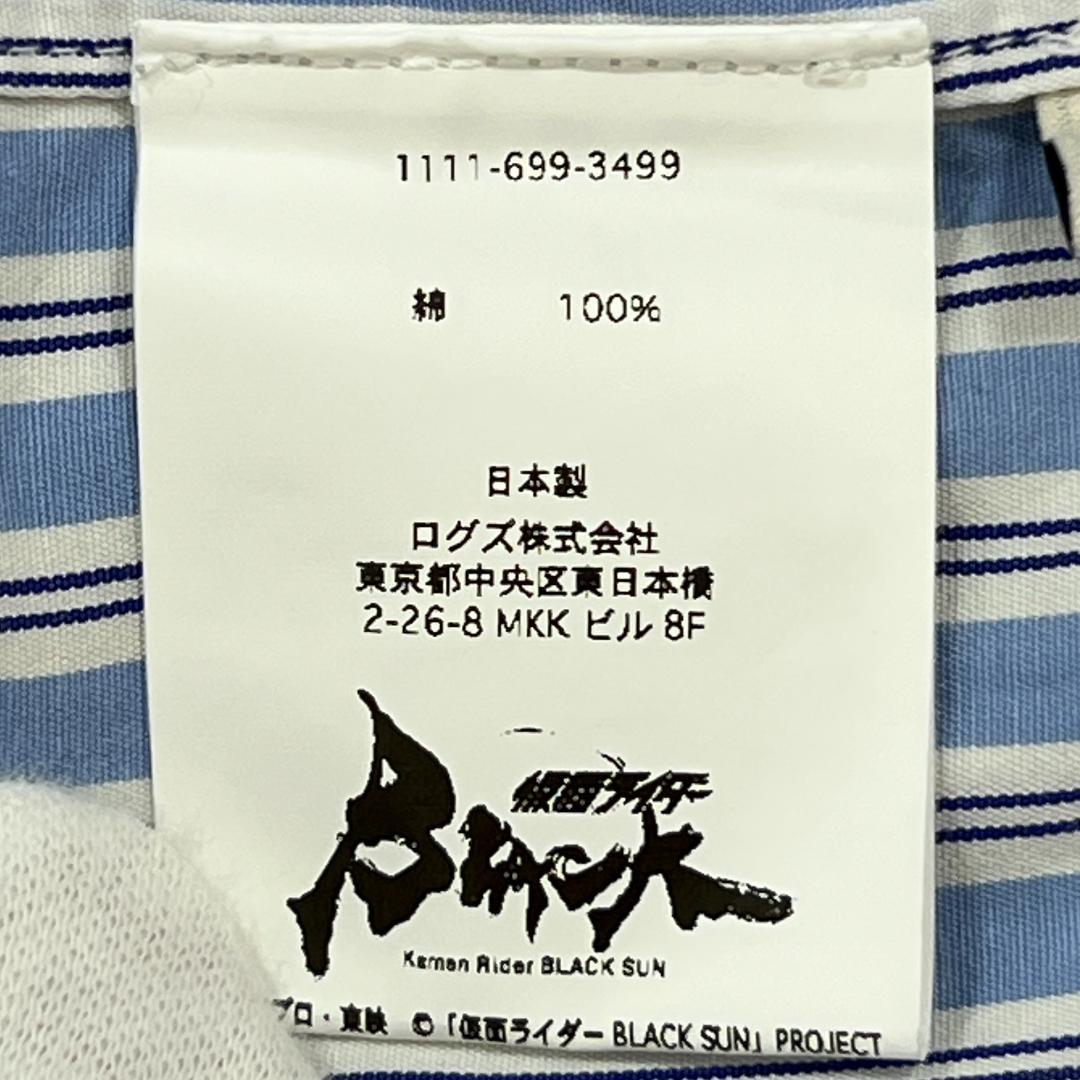 1111-699-3499
綿 100%
日本製
ログズ株式会社
東京都中央区東日本橋
2-26-8 MKK ビル 8F
仮面ライダー
BLACK
Kamen Rider BLACK SUN
プロ・東映 ©「仮面ライダー BLACK SUN」PROJECT